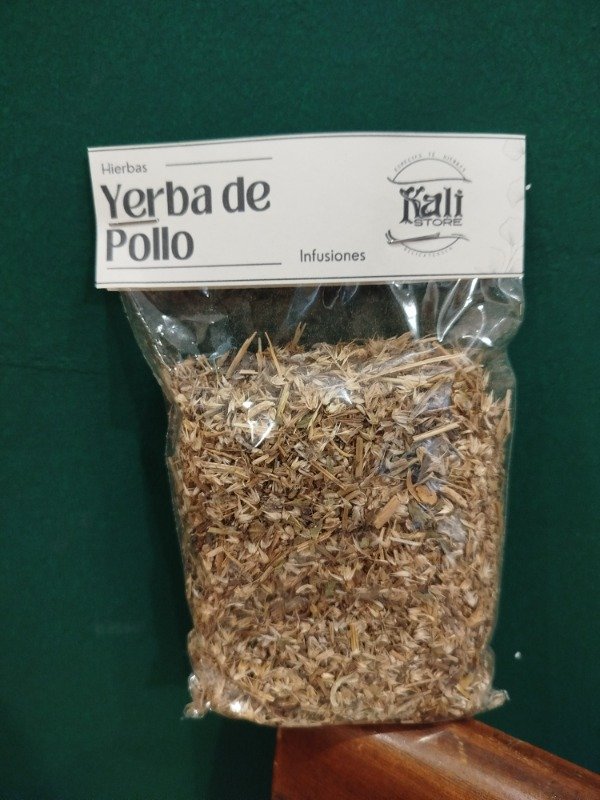 Hierbas
Yerba de
Pollo
Infusiones
Kali
STORE